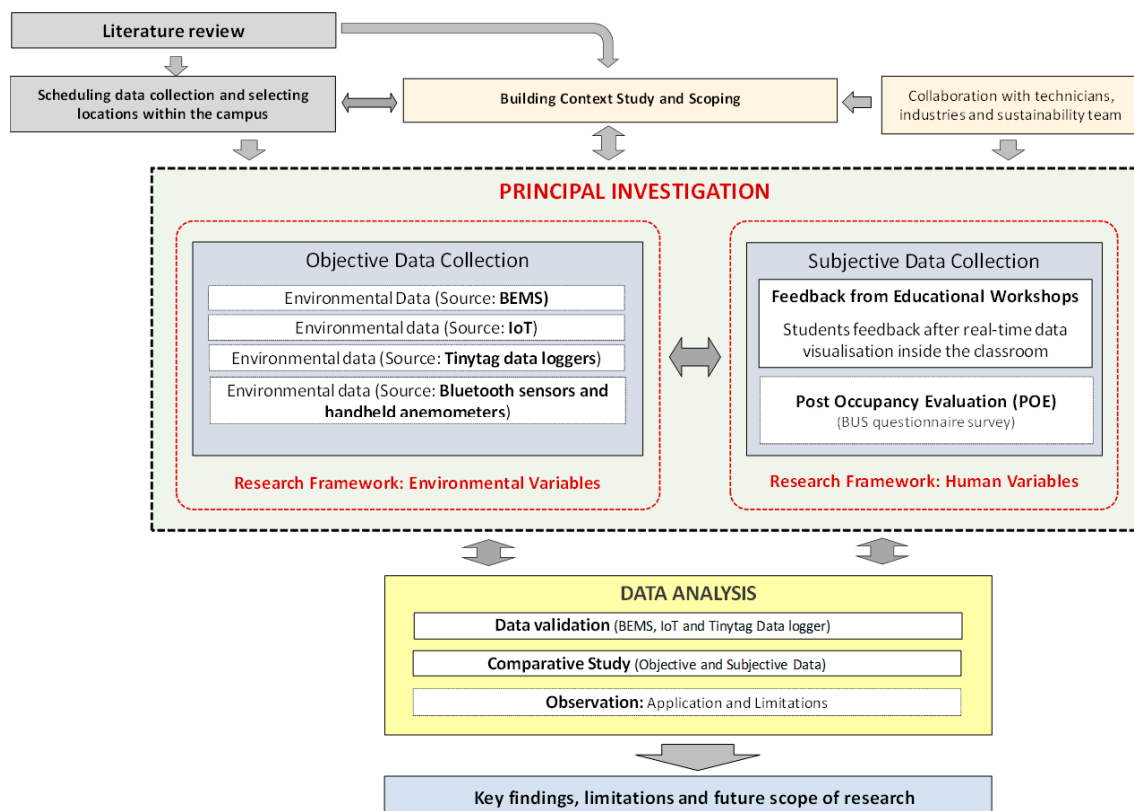 Literature review
Scheduling data collection and selecting
locations within the campus
Building Context Study and Scoping
Collaboration with technicians,
industries and sustainability team
PRINCIPAL INVESTIGATION
Objective Data Collection
Environmental Data (Source: BEMS)
Environmental data (Source: IoT)
Environmental data (Source: Tinytag data loggers)
Environmental data (Source: Bluetooth sensors and
handheld anemometers)
Research Framework: Environmental Variables
Subjective Data Collection
Feedback from Educational Workshops
Students feedback after real-time data
visualisation inside the classroom
Post Occupancy Evaluation (POE)
(BUS questionnaire survey)
Research Framework: Human Variables
DATA ANALYSIS
Data validation (BEMS, IoT and Tinytag Data logger)
Comparative Study (Objective and Subjective Data)
Observation: Application and Limitations
Key findings, limitations and future scope of research